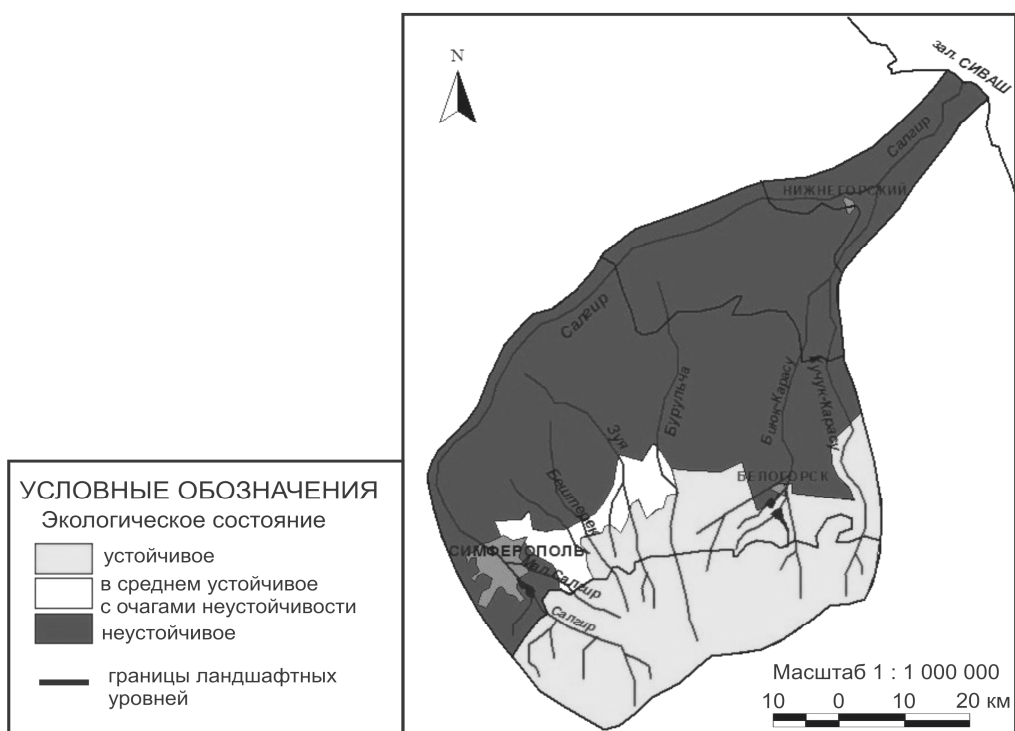 N
зал. СИВАШ
Салгир
НИЖНЕГОРСКИЙ
Салгир
Бурульча
Биюк-Карасу
Кучук-Карасу
Зуя
Бештерек
БЕЛОГОРСК
СИМФЕРОПОЛЬ
Мал. Салгир
Салгир
УСЛОВНЫЕ ОБОЗНАЧЕНИЯ
Экологическое состояние
устойчивое
в среднем устойчивое
с очагами неустойчивости
неустойчивое
границы ландшафтных
уровней
Масштаб 1 : 1 000 000
10 0 10 20 км